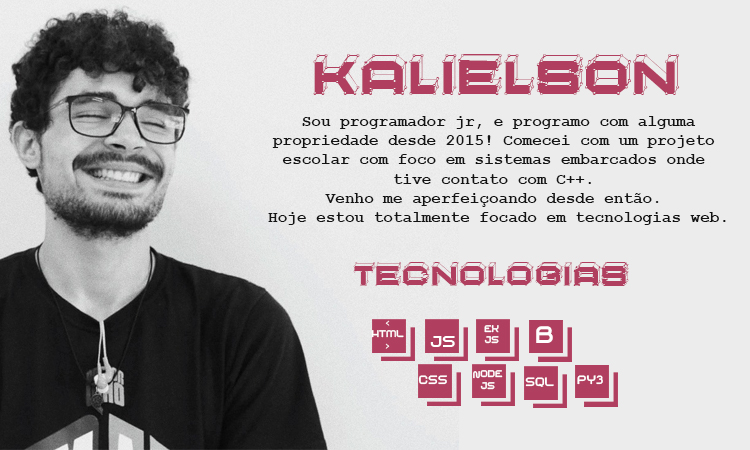 KALIELSON
Sou programador jr, e programo com alguma
propriedade desde 2015! Comecei com um projeto
escolar com foco em sistemas embarcados onde
tive contato com C++.
Venho me aperfeiçoando desde então.
Hoje estou totalmente focado em tecnologias web.
TECNOLOGIAS
<
HTML
>
JS
EX
JS
B
CSS
NODE
JS
SQL
PY3